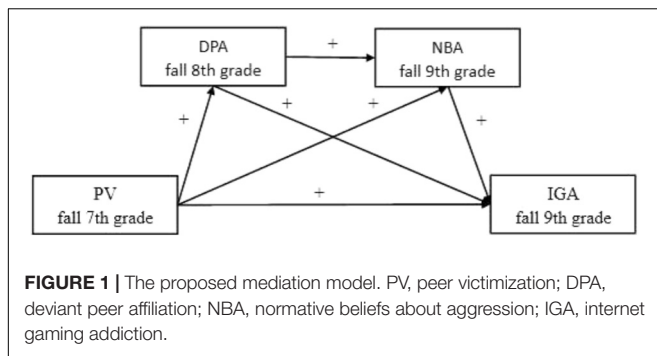 DPA
fall 8th grade
+
NBA
fall 9th grade
+
+
+
+
PV
fall 7th grade
+
IGA
fall 9th grade
FIGURE 1 | The proposed mediation model. PV, peer victimization; DPA,
deviant peer affiliation; NBA, normative beliefs about aggression; IGA, internet
gaming addiction.